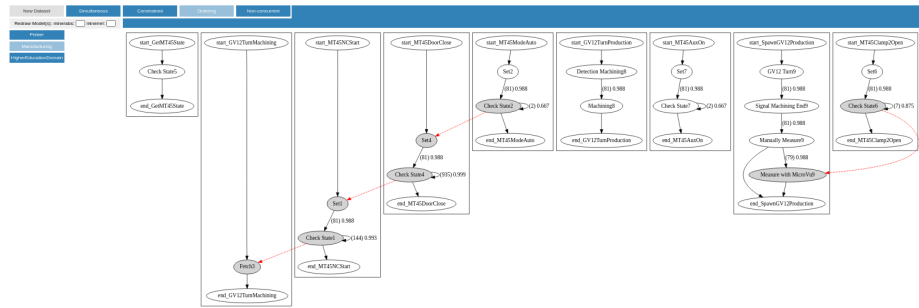 New Dataset
Simultaneous
Constrained
Ordering
Non-concurrent
Redraw Model(s): mineratio: minemet:
Printer
Manufacturing
HigherEducationDomain
start_GetMT45State
Check State5
end_GetMT45State
start_GV12TurnMachining
Fetch3
end_GV12TurnMachining
start_MT45NCStart
Set1
(81) 0.988
Check State1
(144) 0.993
end_MT45NCStart
start_MT45DoorClose
Set4
(81) 0.988
Check State4
(935) 0.999
end_MT45DoorClose
start_MT45ModeAuto
Set2
(81) 0.988
Check State2
(2) 0.667
end_MT45ModeAuto
start_GV12TurnProduction
Detection Machining8
(81) 0.988
Machining8
end_GV12TurnProduction
start_MT45AuxOn
Set7
(81) 0.988
Check State7
(2) 0.667
end_MT45AuxOn
start_SpawnGV12Production
GV12 Turn9
(81) 0.988
Signal Machining End9
(81) 0.988
Manually Measure9
(79) 0.988
Measure with MicroVu9
end_SpawnGV12Production
start_MT45Clamp2Open
Set6
(81) 0.988
Check State6
(7) 0.875
end_MT45Clamp2Open